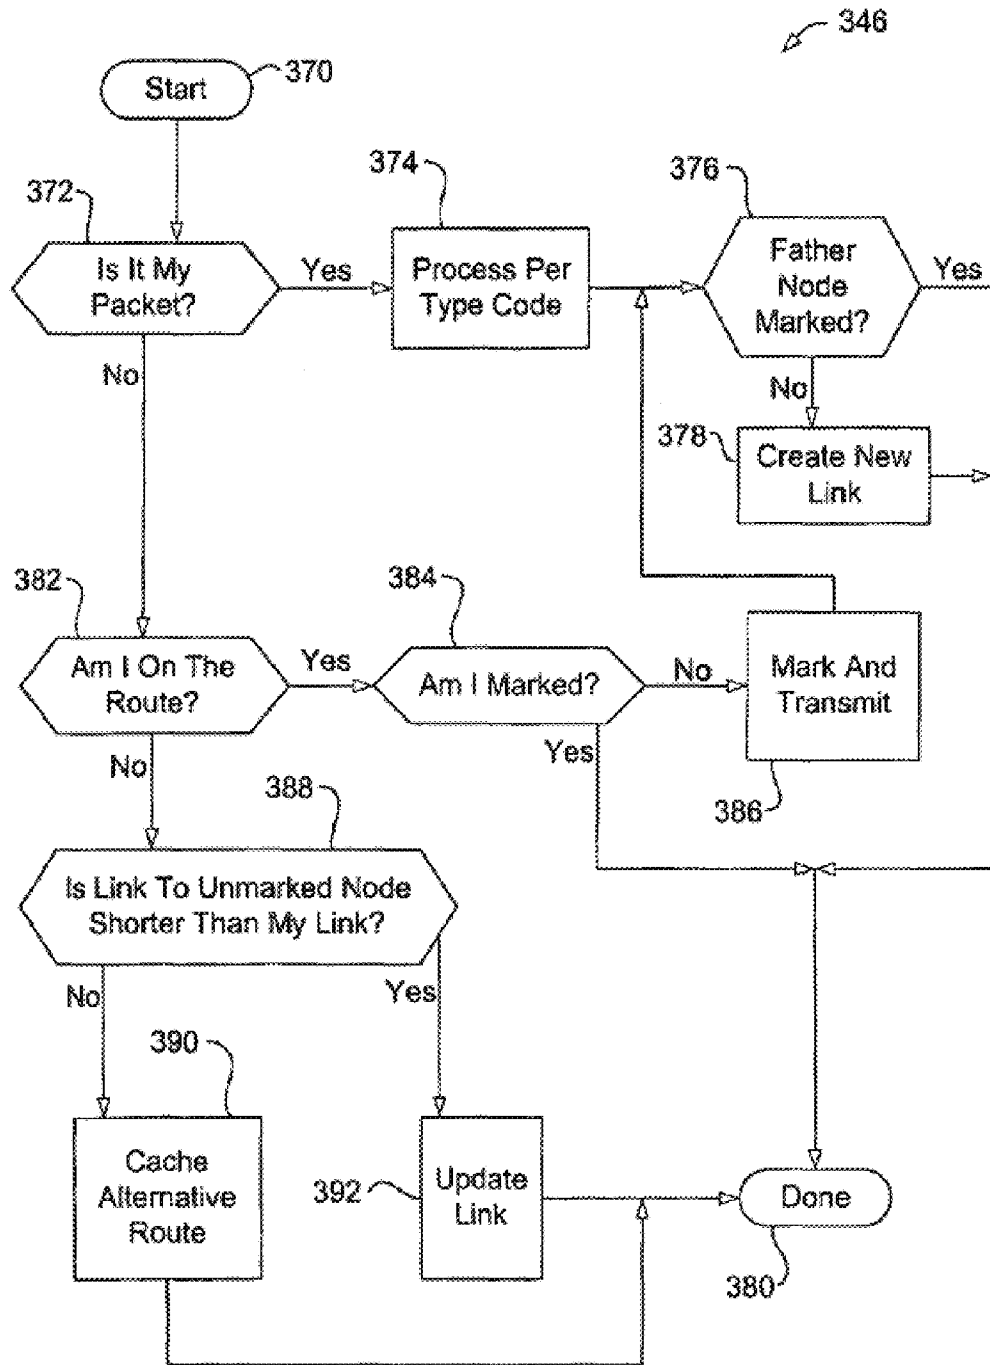 346
Start
370
372
Is It My
Packet?
Yes
No
374
Process Per
Type Code
376
Father
Node
Marked?
Yes
No
378
Create New
Link
382
Am I On The
Route?
Yes
No
384
Am I Marked?
No
Yes
Mark And
Transmit
386
388
Is Link To Unmarked Node
Shorter Than My Link?
No
Yes
390
Cache
Alternative
Route
392
Update
Link
Done
380